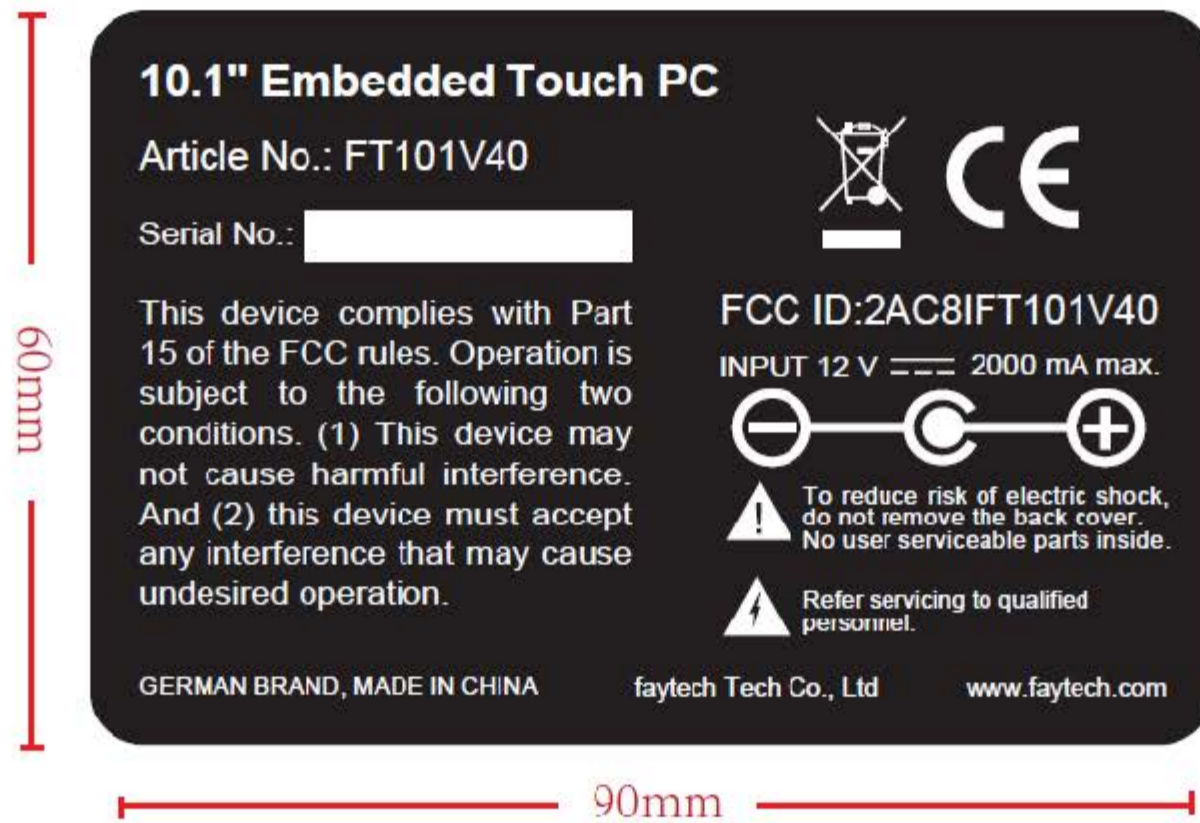 10.1" Embedded Touch PC
Article No.: FT101V40
Serial No.:
This device complies with Part
15 of the FCC rules. Operation is
subject to the following two
conditions. (1) This device may
not cause harmful interference.
And (2) this device must accept
any interference that may cause
undesired operation.
CE
FCC ID:2AC8IFT101V40
INPUT 12 V ⎓ 2000 mA max.
To reduce risk of electric shock,
do not remove the back cover.
No user serviceable parts inside.
Refer servicing to qualified
personnel.
GERMAN BRAND, MADE IN CHINA faytech Tech Co., Ltd www.faytech.com
60mm
90mm